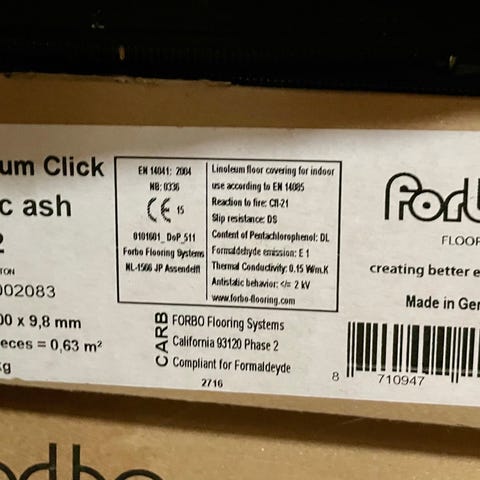 um Click
c ash
2
TON
002083
00 x 9,8 mm
eces = 0,63 m²
kg
EN 14041: 2004
NB: 0336
CE 15
0101601_DoP_511
Forbo Flooring Systems
NL-1566 JP Assendelft
Linoleum floor covering for indoor
use according to EN 14085
Reaction to fire: Cfl-S1
Slip resistance: DS
Content of Pentachlorophenol: DL
Formaldehyde emission: E 1
Thermal Conductivity: 0.15 W/m.K
Antistatic behavior: </= 2 kV
www.forbo-flooring.com
CARB
FORBO Flooring Systems
California 93120 Phase 2
Compliant for Formaldeyde
2716
Forb
FLOOR
creating better e
Made in Ger
8 710947